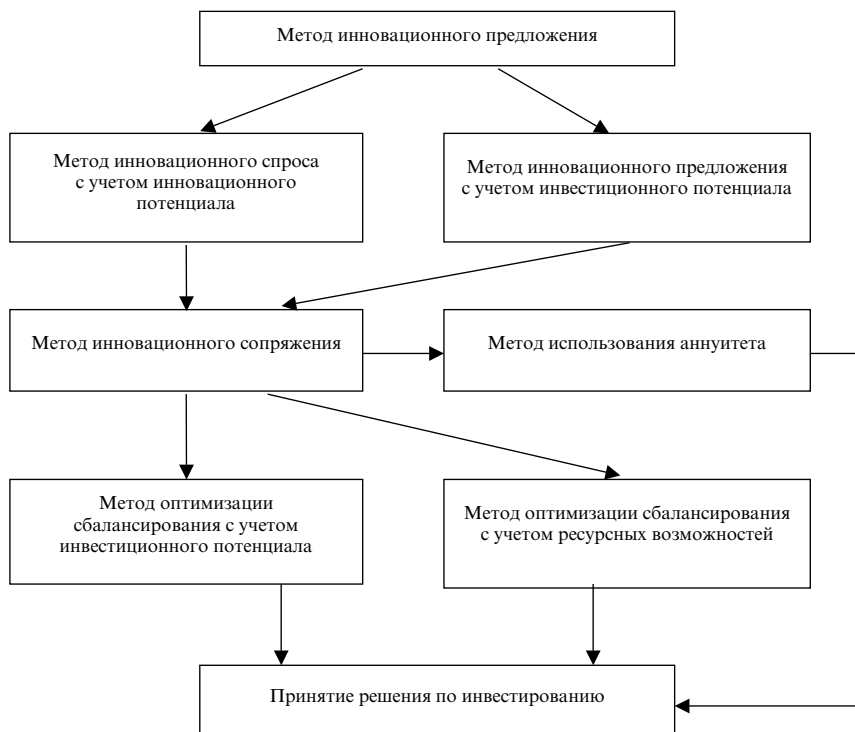 Метод инновационного предложения
Метод инновационного спроса
с учетом инновационного
потенциала
Метод инновационного предложения
с учетом инвестиционного потенциала
Метод инновационного сопряжения
Метод использования аннуитета
Метод оптимизации
сбалансирования с учетом
инвестиционного потенциала
Метод оптимизации сбалансирования
с учетом ресурсных возможностей
Принятие решения по инвестированию